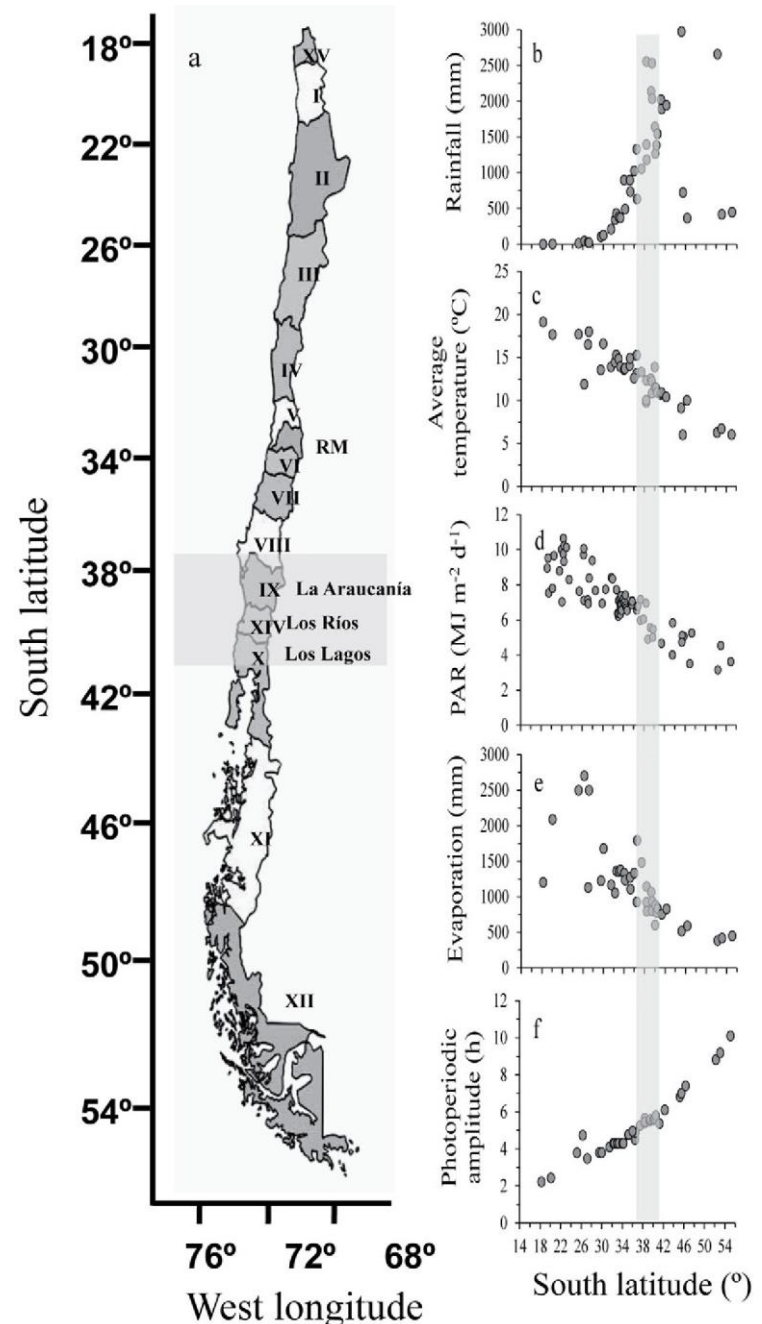 South latitude
18º
22º
26º
30º
34º
38º
42º
46º
50º
54º
76º
72º
68º
West longitude
a
XV
I
II
III
IV
V
RM
VI
VII
VIII
IX
La Araucanía
XIV
Los Ríos
X
Los Lagos
XI
XII
b
Rainfall (mm)
3000
2500
2000
1500
1000
500
0
c
Average
temperature (ºC)
25
20
15
10
5
0
d
PAR (MJ m⁻² d⁻¹)
12
10
8
6
4
2
0
e
Evaporation (mm)
3000
2500
2000
1500
1000
500
0
f
Photoperiodic
amplitude (h)
12
10
8
6
4
2
0
14 18 22 26 30 34 38 42 46 50 54
South latitude (º)